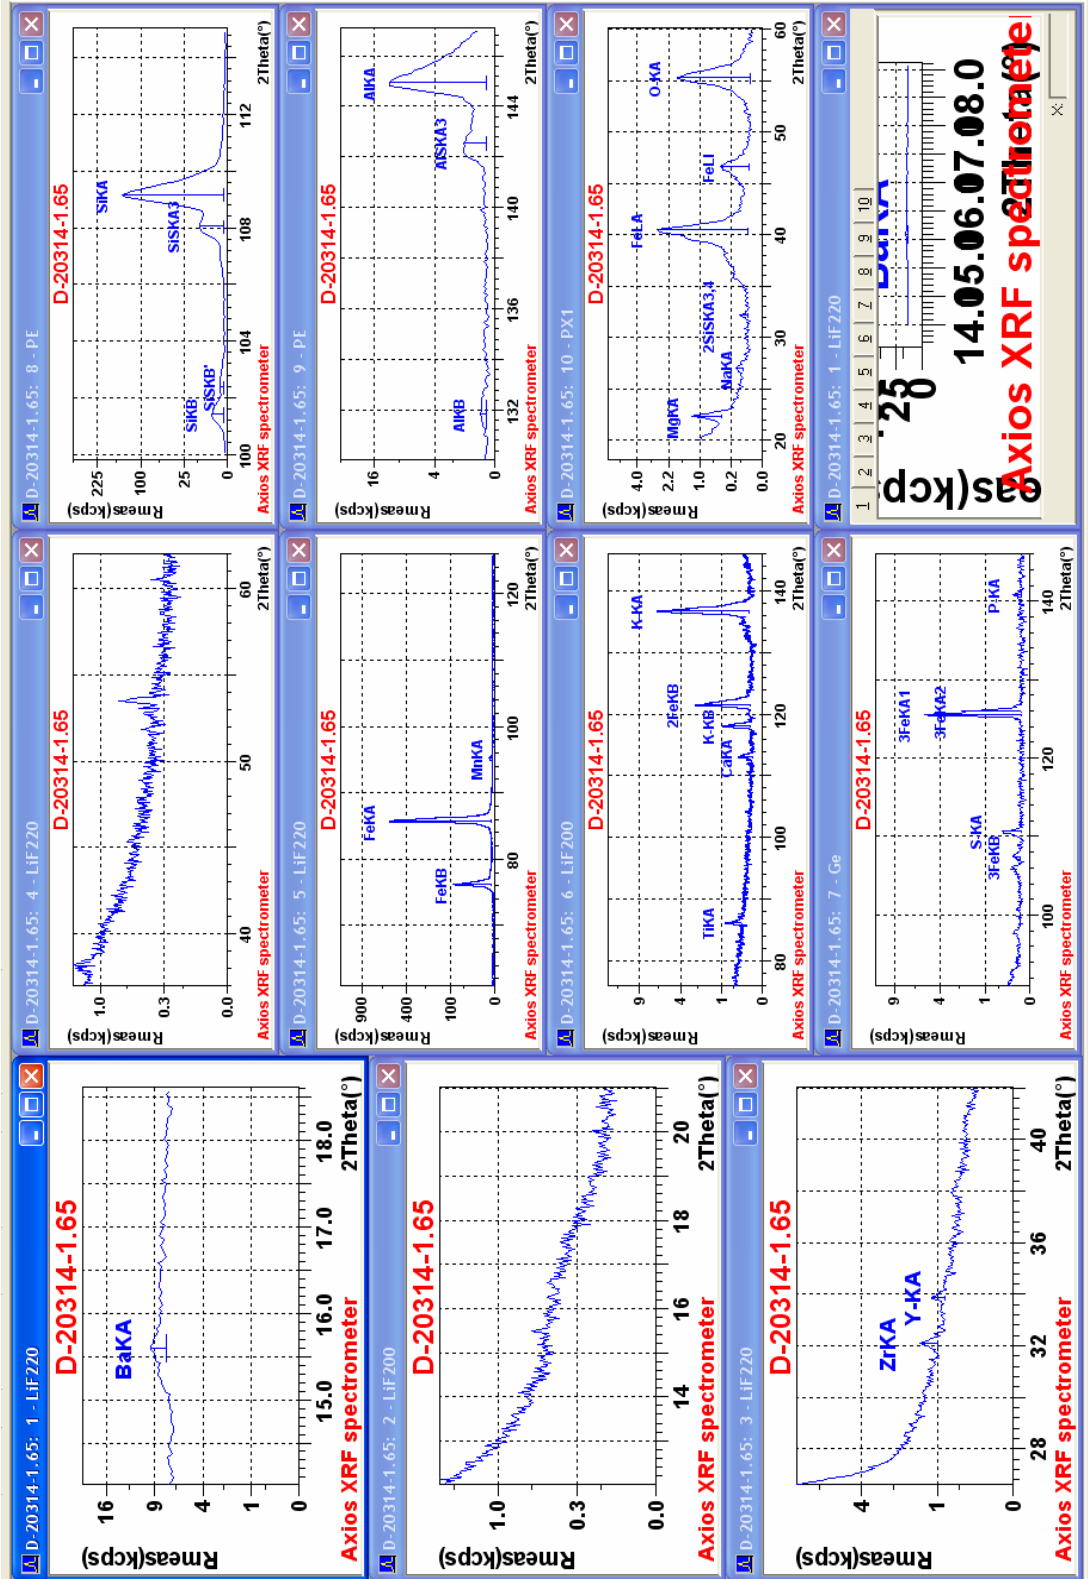 D-20314-1.65: 1 - LiF220
D-20314-1.65
Rmeas(kcps)
16
9
4
1
0
BaKA
15.0 16.0 17.0 18.0
2Theta(°)
Axios XRF spectrometer
D-20314-1.65: 2 - LiF200
D-20314-1.65
Rmeas(kcps)
1.0
0.3
0.0
14 16 18 20
2Theta(°)
Axios XRF spectrometer
D-20314-1.65: 3 - LiF220
D-20314-1.65
Rmeas(kcps)
4
1
0
ZrKA
Y-KA
28 32 36 40
2Theta(°)
Axios XRF spectrometer
D-20314-1.65: 4 - LiF220
D-20314-1.65
Rmeas(kcps)
1.0
0.3
0.0
40 50 60
2Theta(°)
Axios XRF spectrometer
D-20314-1.65: 5 - LiF220
D-20314-1.65
Rmeas(kcps)
900
400
100
0
FeKB
FeKA
MnKA
80 100 120
2Theta(°)
Axios XRF spectrometer
D-20314-1.65: 6 - LiF200
D-20314-1.65
Rmeas(kcps)
9
4
1
0
TiKA
CaKA
K-KB
2FeKB
K-KA
80 100 120 140
2Theta(°)
Axios XRF spectrometer
D-20314-1.65: 7 - Ge
D-20314-1.65
Rmeas(kcps)
9
4
1
0
3FeKB
S-KA
3FeKA1
3FeKA2
P-KA
100 120 140
2Theta(°)
Axios XRF spectrometer
D-20314-1.65: 8 - PE
D-20314-1.65
Rmeas(kcps)
225
100
25
0
SiKB
SiSKB'
SiSKA3
SiKA
100 104 108 112
2Theta(°)
Axios XRF spectrometer
D-20314-1.65: 9 - PE
D-20314-1.65
Rmeas(kcps)
16
4
0
AlKB
AlSKA3
AlKA
132 136 140 144
2Theta(°)
Axios XRF spectrometer
D-20314-1.65: 10 - PX1
D-20314-1.65
Rmeas(kcps)
4.0
2.2
1.0
0.2
0.0
MgKA
NaKA
2SiSKA3,4
FeLA
FeLl
O-KA
20 30 40 50 60
2Theta(°)
Axios XRF spectrometer
D-20314-1.65: 1 - LiF220
1 2 3 4 5 6 7 8 9 10
BaKA
25
0
eas(kcps
14.05.06.07.08.0
2Theta(°)
Axios XRF spectromete
x: